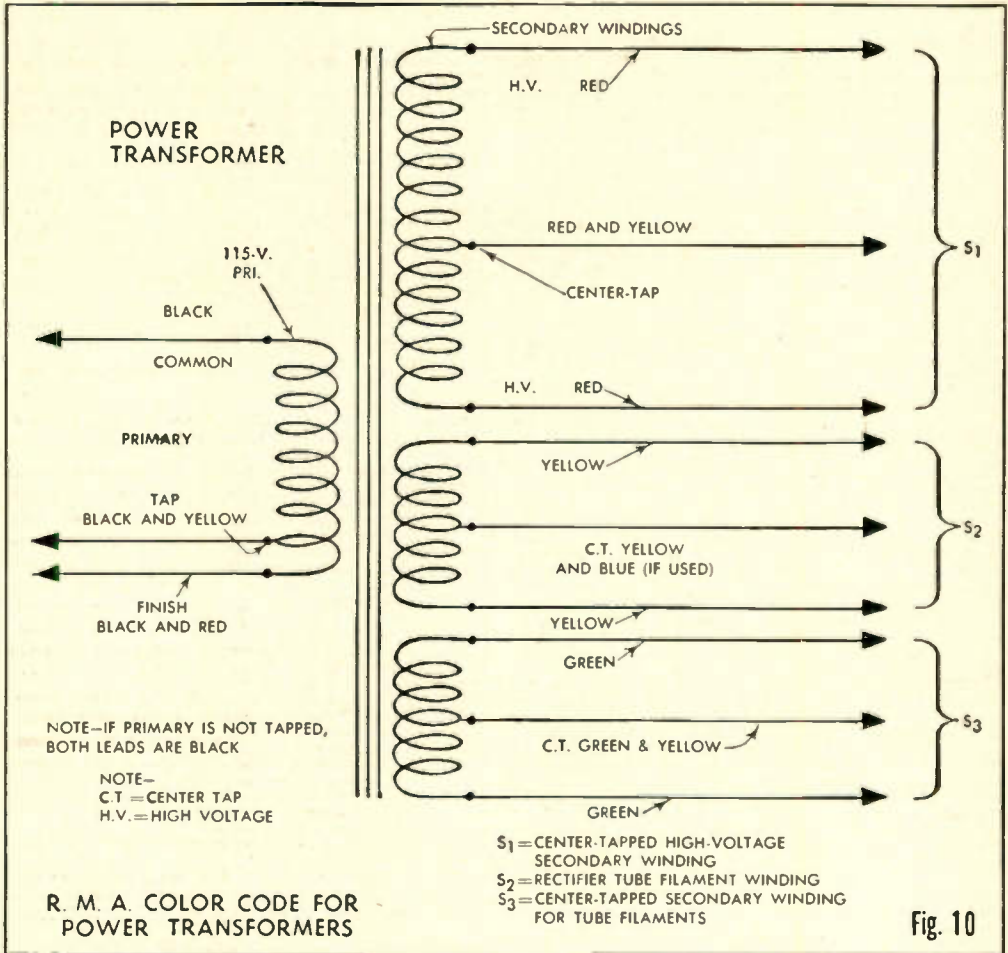 SECONDARY WINDINGS
H.V. RED
POWER
TRANSFORMER
RED AND YELLOW
S1
115-V.
PRI.
CENTER-TAP
BLACK
COMMON
H.V. RED
PRIMARY
YELLOW
TAP
BLACK AND YELLOW
S2
C.T. YELLOW
AND BLUE (IF USED)
FINISH
BLACK AND RED
YELLOW
GREEN
NOTE—IF PRIMARY IS NOT TAPPED,
BOTH LEADS ARE BLACK
S3
C.T. GREEN & YELLOW
NOTE—
C.T = CENTER TAP
H.V. = HIGH VOLTAGE
GREEN
S1 = CENTER-TAPPED HIGH-VOLTAGE
SECONDARY WINDING
S2 = RECTIFIER TUBE FILAMENT WINDING
S3 = CENTER-TAPPED SECONDARY WINDING
FOR TUBE FILAMENTS
R. M. A. COLOR CODE FOR
POWER TRANSFORMERS
Fig. 10